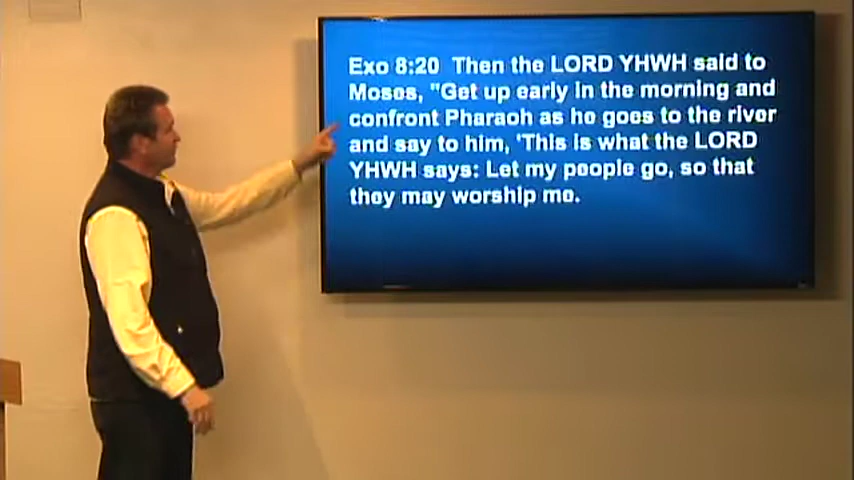 Exo 8:20  Then the LORD YHWH said to
Moses, "Get up early in the morning and
confront Pharaoh as he goes to the river
and say to him, 'This is what the LORD
YHWH says: Let my people go, so that
they may worship me.